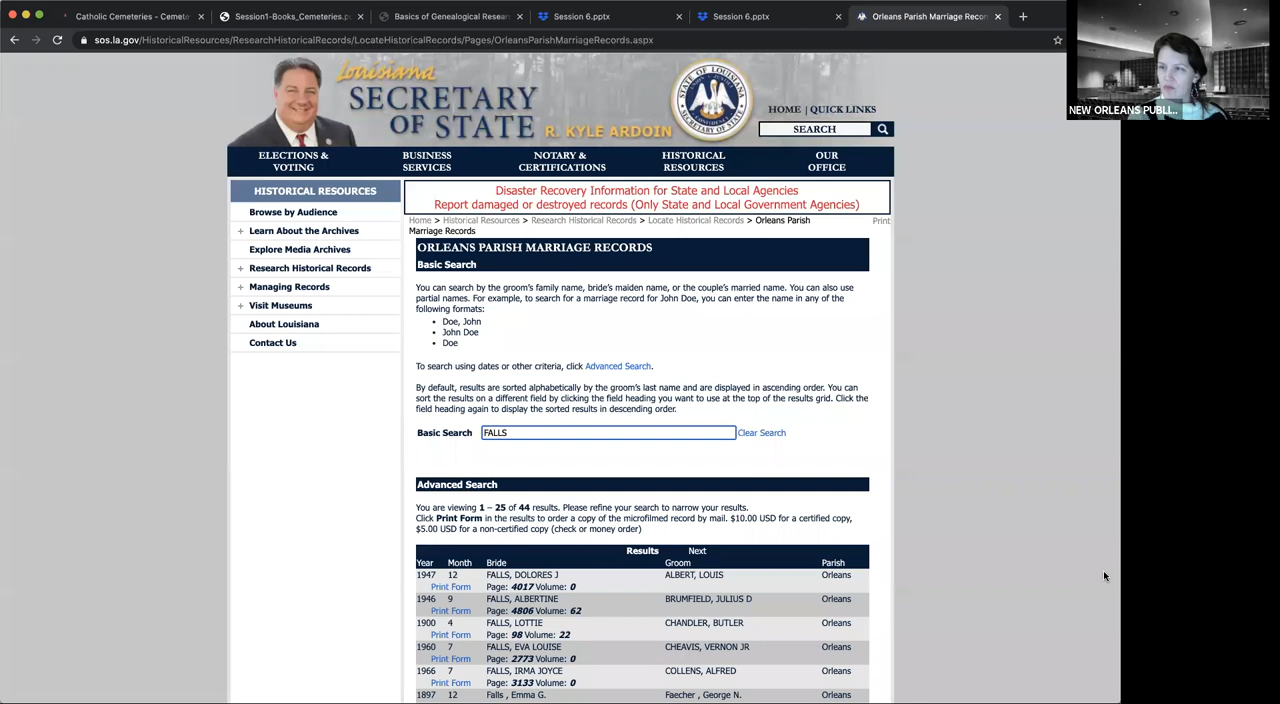 Catholic Cemeteries - Cemete
Session1-Books_Cemeteries.p
Basics of Genealogical Resear
Session 6.pptx
Session 6.pptx
Orleans Parish Marriage Recor
sos.la.gov/HistoricalResources/ResearchHistoricalRecords/LocateHistoricalRecords/Pages/OrleansParishMarriageRecords.aspx
NEW ORLEANS PUBLI...
Louisiana
SECRETARY
OF STATE
R. KYLE ARDOIN
HOME | QUICK LINKS
SEARCH
ELECTIONS &
VOTING
BUSINESS
SERVICES
NOTARY &
CERTIFICATIONS
HISTORICAL
RESOURCES
OUR
OFFICE
HISTORICAL RESOURCES
Browse by Audience
+ Learn About the Archives
Explore Media Archives
+ Research Historical Records
+ Managing Records
+ Visit Museums
About Louisiana
Contact Us
Disaster Recovery Information for State and Local Agencies
Report damaged or destroyed records (Only State and Local Government Agencies)
Home > Historical Resources > Research Historical Records > Locate Historical Records > Orleans Parish
Marriage Records
Print
ORLEANS PARISH MARRIAGE RECORDS
Basic Search
You can search by the groom's family name, bride's maiden name, or the couple's married name. You can also use
partial names. For example, to search for a marriage record for John Doe, you can enter the name in any of the
following formats:
• Doe, John
• John Doe
• Doe
To search using dates or other criteria, click Advanced Search.
By default, results are sorted alphabetically by the groom's last name and are displayed in ascending order. You can
sort the results on a different field by clicking the field heading you want to use at the top of the results grid. Click the
field heading again to display the sorted results in descending order.
Basic Search FALLS Clear Search
Advanced Search
You are viewing 1 – 25 of 44 results. Please refine your search to narrow your results.
Click Print Form in the results to order a copy of the microfilmed record by mail. $10.00 USD for a certified copy,
$5.00 USD for a non-certified copy (check or money order)
Results Next
Year Month Bride Groom Parish
1947 12 FALLS, DOLORES J ALBERT, LOUIS Orleans
Print Form Page: 4017 Volume: 0
1946 9 FALLS, ALBERTINE BRUMFIELD, JULIUS D Orleans
Print Form Page: 4806 Volume: 62
1900 4 FALLS, LOTTIE CHANDLER, BUTLER Orleans
Print Form Page: 98 Volume: 22
1960 7 FALLS, EVA LOUISE CHEAVIS, VERNON JR Orleans
Print Form Page: 2773 Volume: 0
1966 7 FALLS, IRMA JOYCE COLLENS, ALFRED Orleans
Print Form Page: 3133 Volume: 0
1897 12 Falls , Emma G. Faecher , George N. Orleans